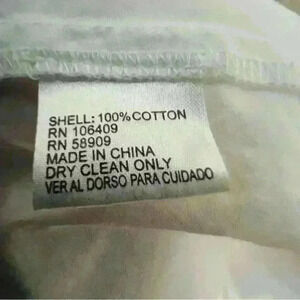 SHELL: 100% COTTON
RN 106409
RN 58909
MADE IN CHINA
DRY CLEAN ONLY
VER AL DORSO PARA CUIDADO